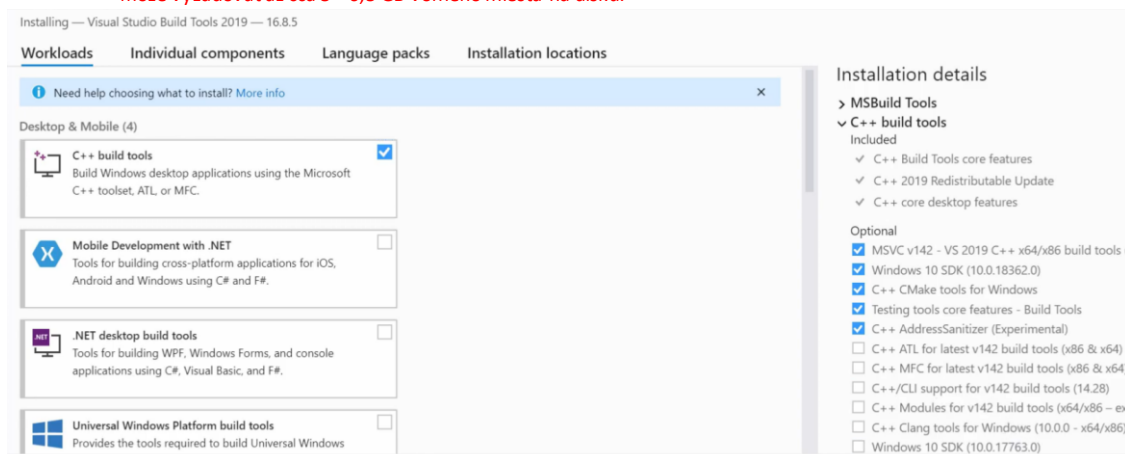 Installing — Visual Studio Build Tools 2019 — 16.8.5
Workloads Individual components Language packs Installation locations
Need help choosing what to install? More info
Desktop & Mobile (4)
C++ build tools
Build Windows desktop applications using the Microsoft
C++ toolset, ATL, or MFC.
Mobile Development with .NET
Tools for building cross-platform applications for iOS,
Android and Windows using C# and F#.
.NET
.NET desktop build tools
Tools for building WPF, Windows Forms, and console
applications using C#, Visual Basic, and F#.
Universal Windows Platform build tools
Provides the tools required to build Universal Windows
Installation details
MSBuild Tools
C++ build tools
Included
C++ Build Tools core features
C++ 2019 Redistributable Update
C++ core desktop features
Optional
MSVC v142 - VS 2019 C++ x64/x86 build tools
Windows 10 SDK (10.0.18362.0)
C++ CMake tools for Windows
Testing tools core features - Build Tools
C++ AddressSanitizer (Experimental)
C++ ATL for latest v142 build tools (x86 & x64)
C++ MFC for latest v142 build tools (x86 & x64)
C++/CLI support for v142 build tools (14.28)
C++ Modules for v142 build tools (x64/x86 – ex
C++ Clang tools for Windows (10.0.0 - x64/x86)
Windows 10 SDK (10.0.17763.0)